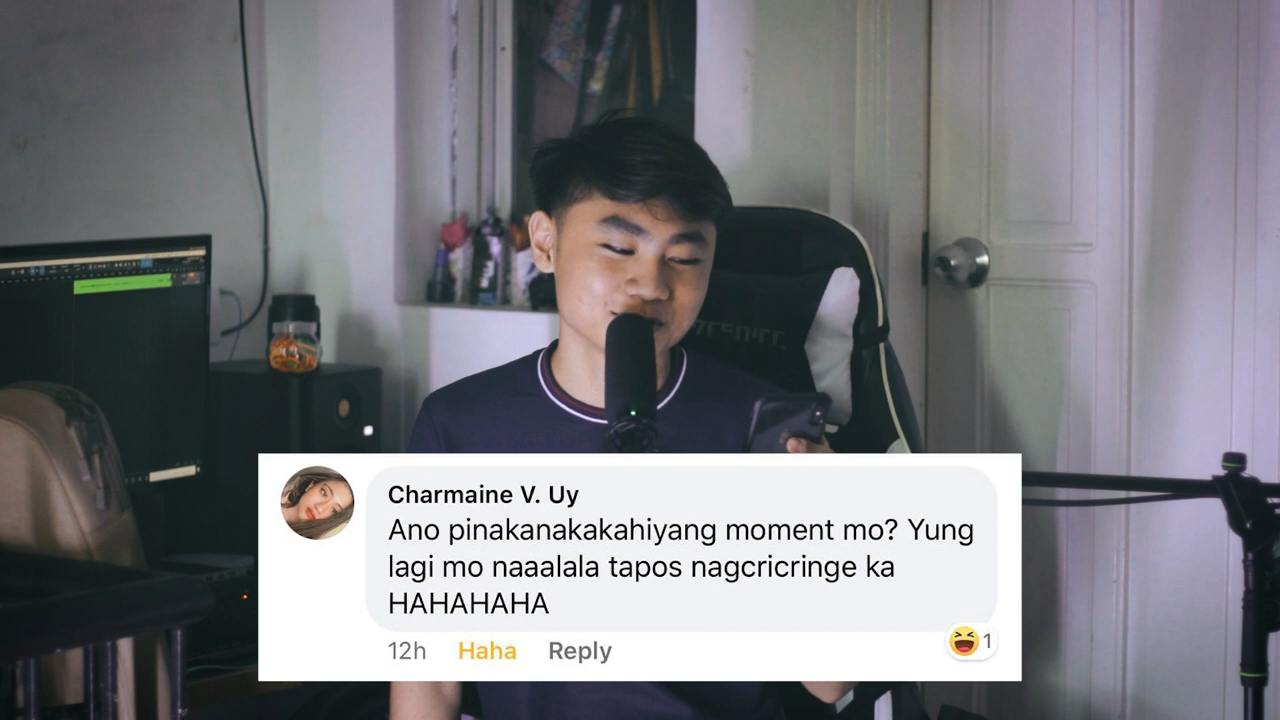 Charmaine V. Uy
Ano pinakanakakahiyang moment mo? Yung
lagi mo naaalala tapos nagcricringe ka
HAHAHAHA
12h Haha Reply
1